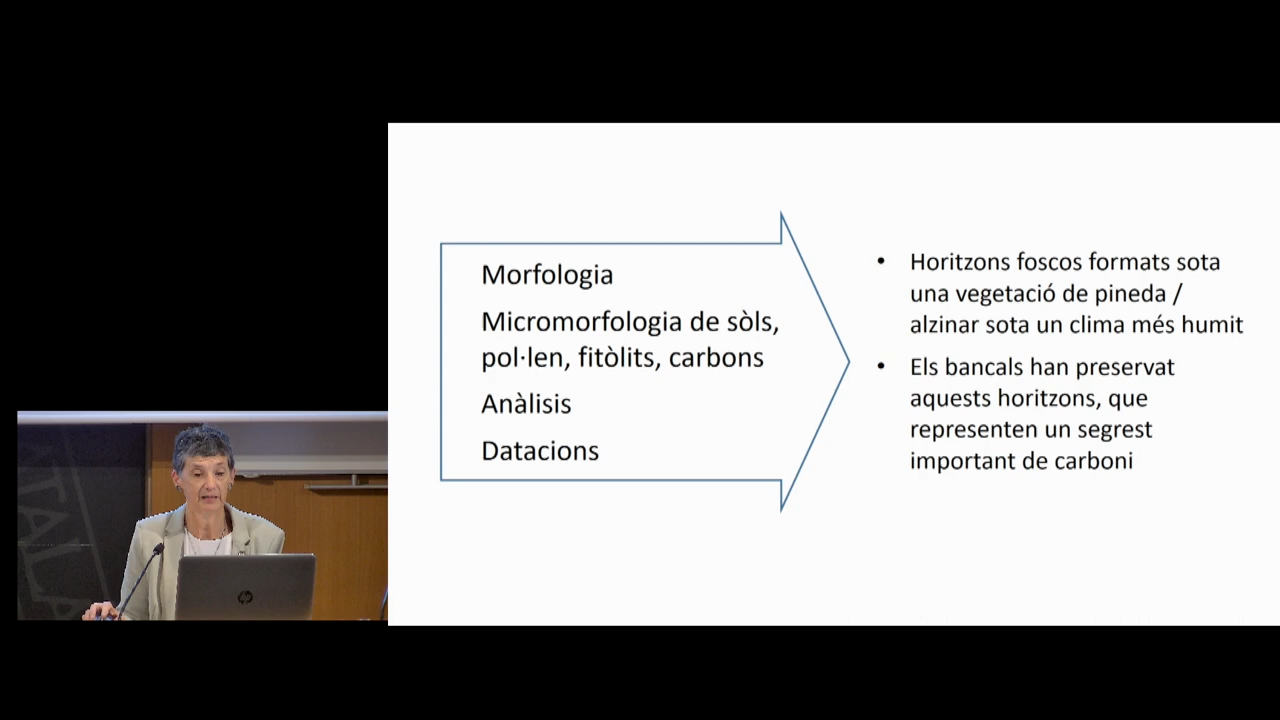 Morfologia
Micromorfologia de sòls,
pol·len, fitòlits, carbons
Anàlisis
Datacions
• Horitzons foscos formats sota
una vegetació de pineda /
alzinar sota un clima més humit
• Els bancals han preservat
aquests horitzons, que
representen un segrest
important de carboni
hp